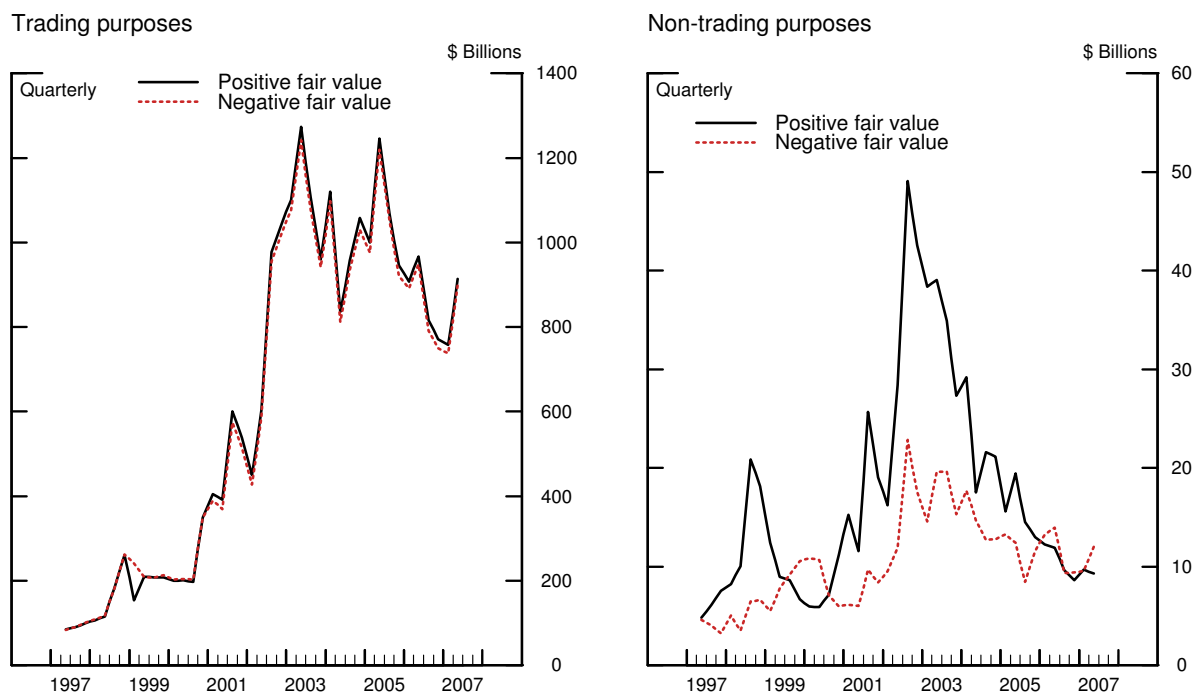 Trading purposes
$ Billions
Quarterly
Positive fair value
Negative fair value
1400
1200
1000
800
600
400
200
0
1997 1999 2001 2003 2005 2007
Non-trading purposes
$ Billions
Quarterly
Positive fair value
Negative fair value
60
50
40
30
20
10
0
1997 1999 2001 2003 2005 2007